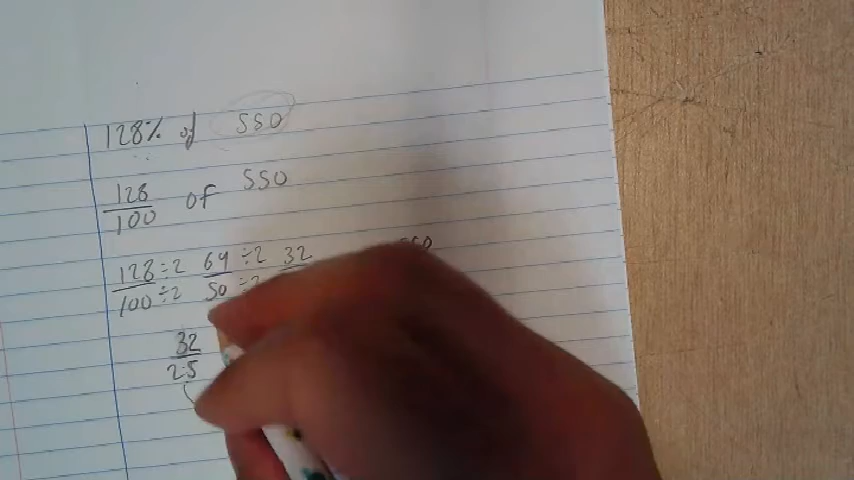 128% of 550
128/100 of 550
128÷2 64÷2 32
100÷2 50÷2
32
25